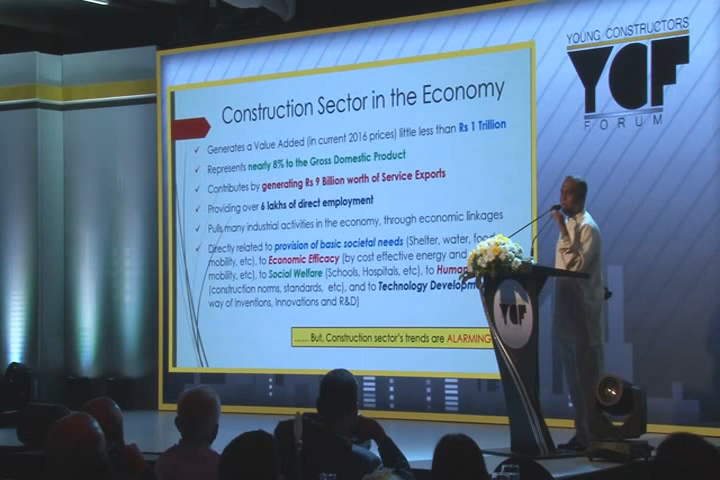 YOUNG CONSTRUCTORS
YCF
FORUM
Construction Sector in the Economy
✓ Generates a Value Added (in current 2016 prices) little less than Rs 1 Trillion
✓ Represents nearly 8% to the Gross Domestic Product
✓ Contributes by generating Rs 9 Billion worth of Service Exports
✓ Providing over 6 lakhs of direct employment
✓ Pulls many industrial activities in the economy, through economic linkages
✓ Directly related to provision of basic societal needs (Shelter, water, food,
mobility, etc), to Economic Efficacy (by cost effective energy and
mobility, etc), to Social Welfare (Schools, Hospitals, etc), to Human
(construction norms, standards, etc), and to Technology Developm
way of Inventions, Innovations and R&D)
....... But, Construction sector's trends are ALARMING
YCF